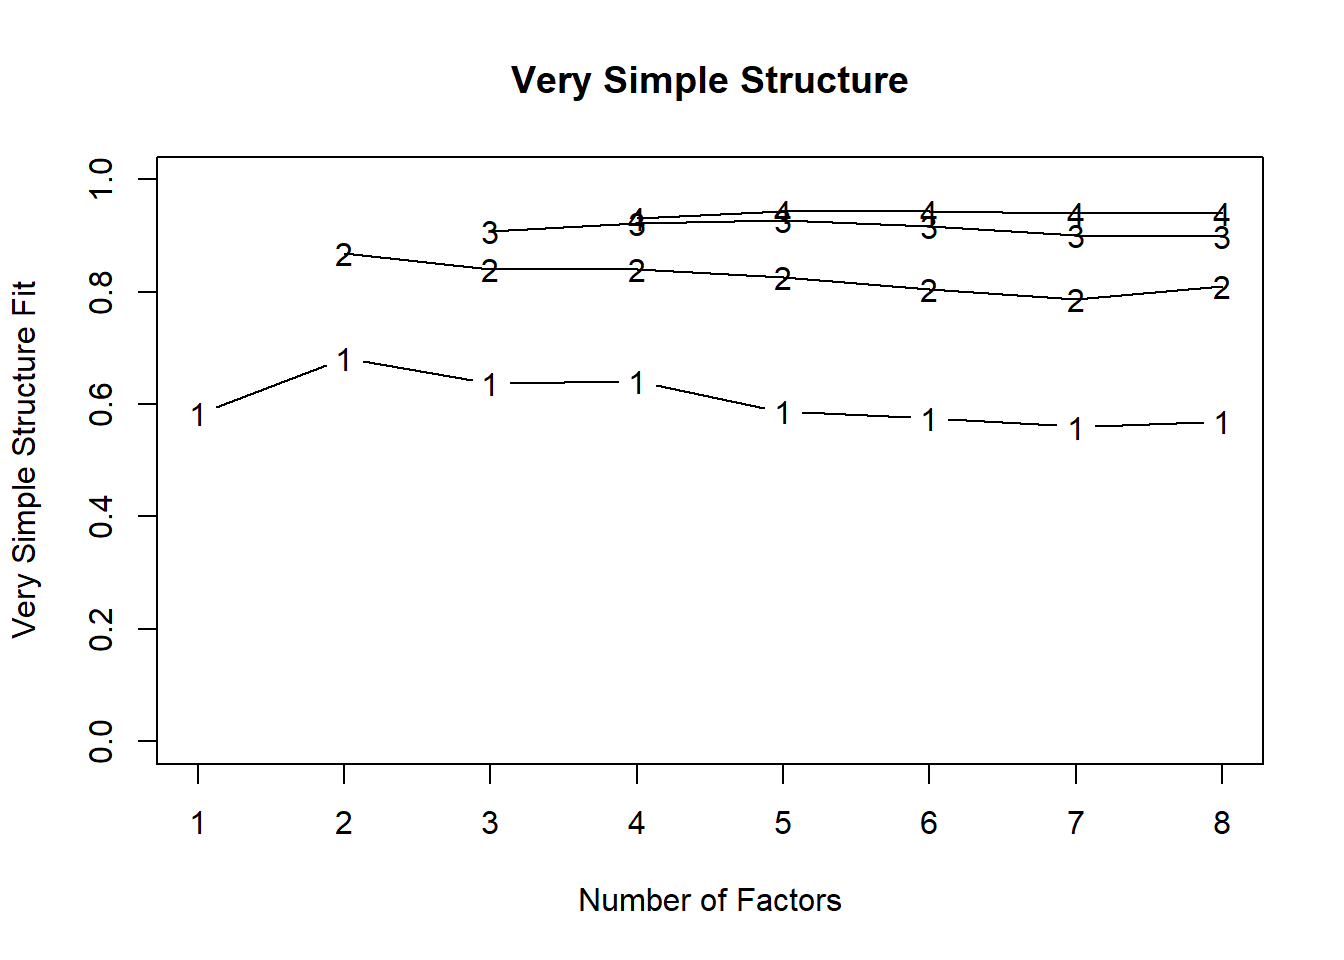 Very Simple Structure
Very Simple Structure Fit
1.0
0.8
0.6
0.4
0.2
0.0
4 4 4 4 4
3 3 3 3 3 3
2 2 2 2 2 2 2
1 1 1 1 1 1 1 1
1 2 3 4 5 6 7 8
Number of Factors